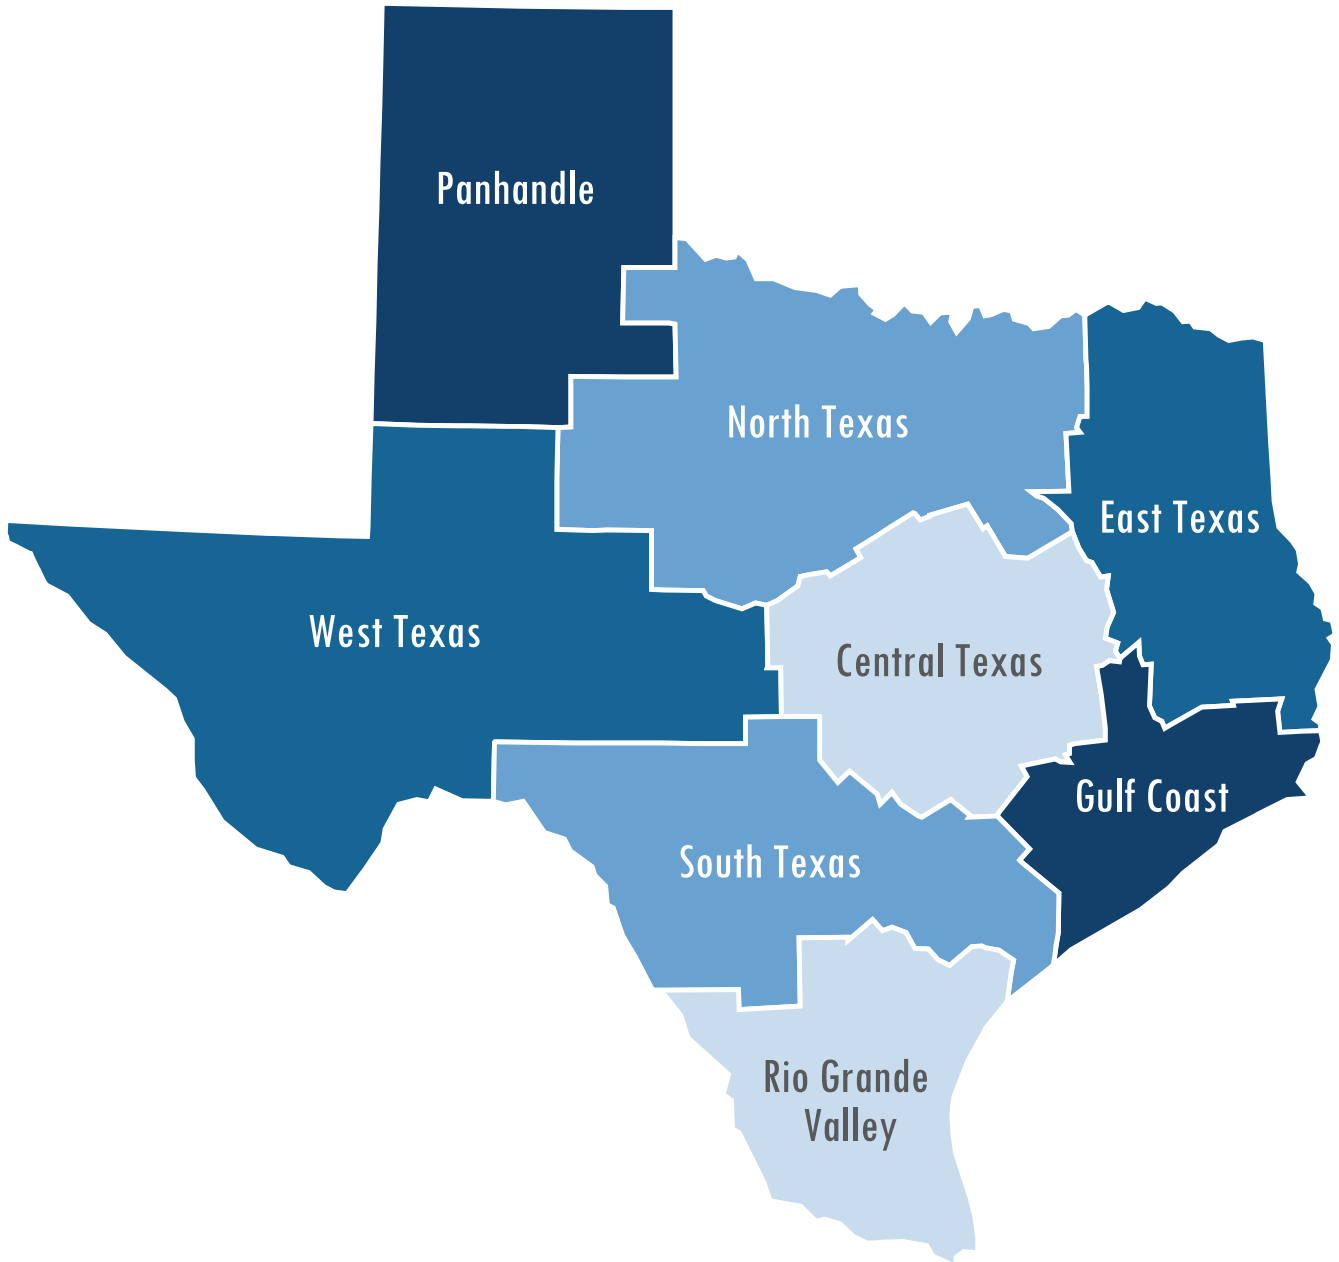 Panhandle
North Texas
East Texas
West Texas
Central Texas
Gulf Coast
South Texas
Rio Grande
Valley